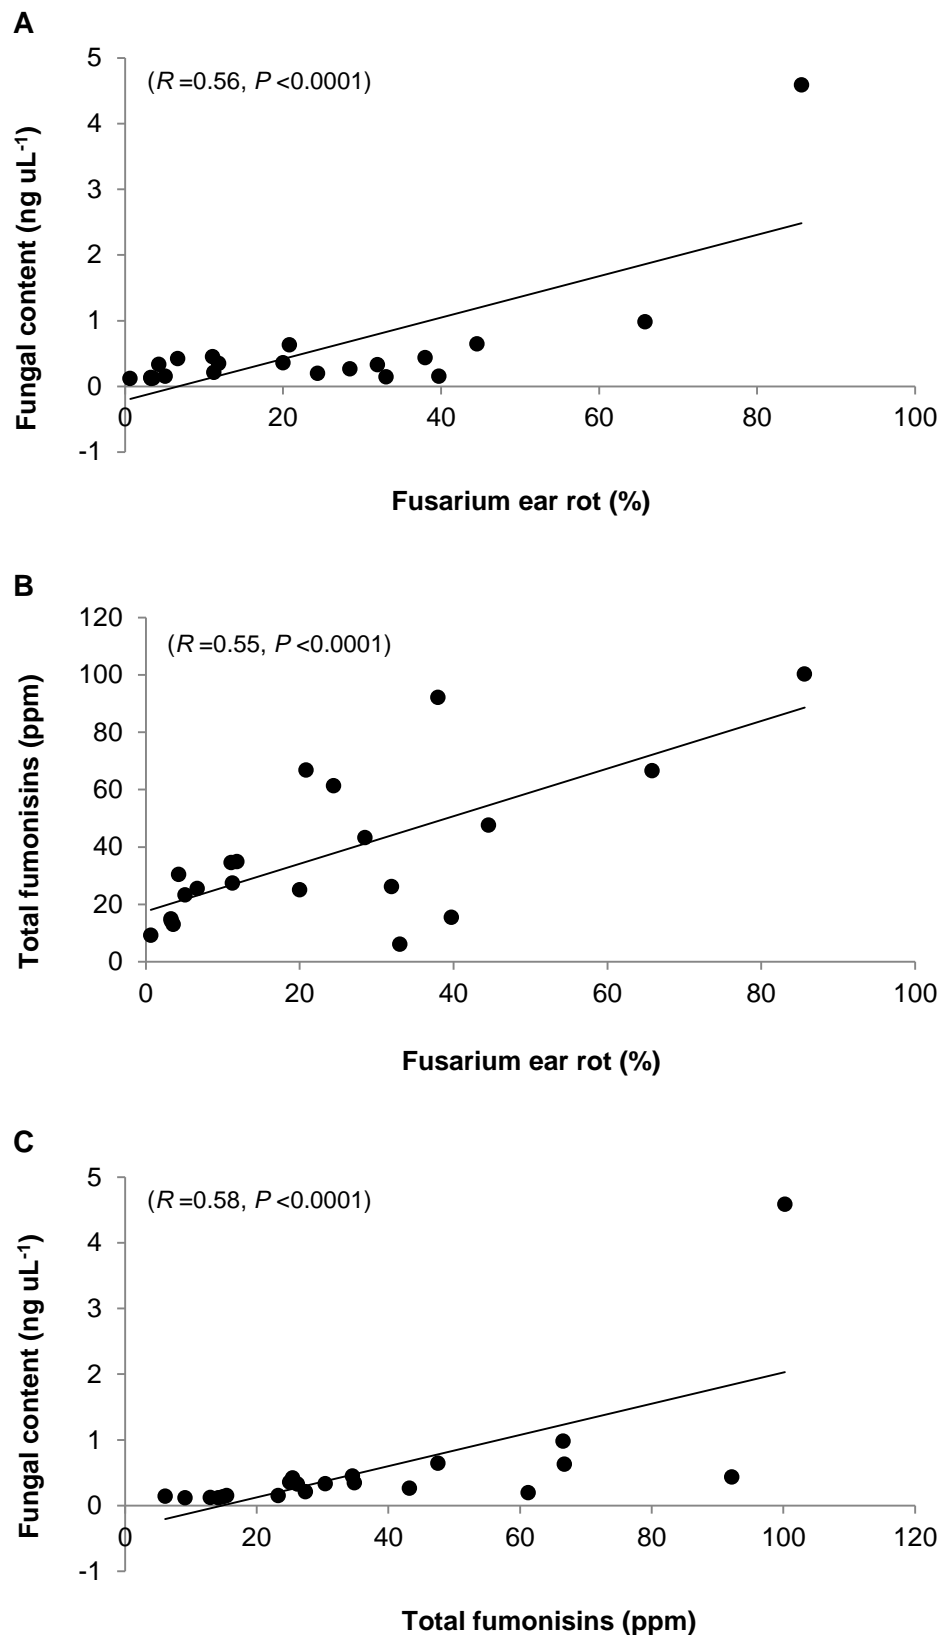 A
(R =0.56, P <0.0001)
5
4
3
2
1
0
-1
0 20 40 60 80 100
Fungal content (ng uL-1)
Fusarium ear rot (%)
B
(R =0.55, P <0.0001)
120
100
80
60
40
20
0
0 20 40 60 80 100
Total fumonisins (ppm)
Fusarium ear rot (%)
C
(R =0.58, P <0.0001)
5
4
3
2
1
0
-1
0 20 40 60 80 100 120
Fungal content (ng uL-1)
Total fumonisins (ppm)